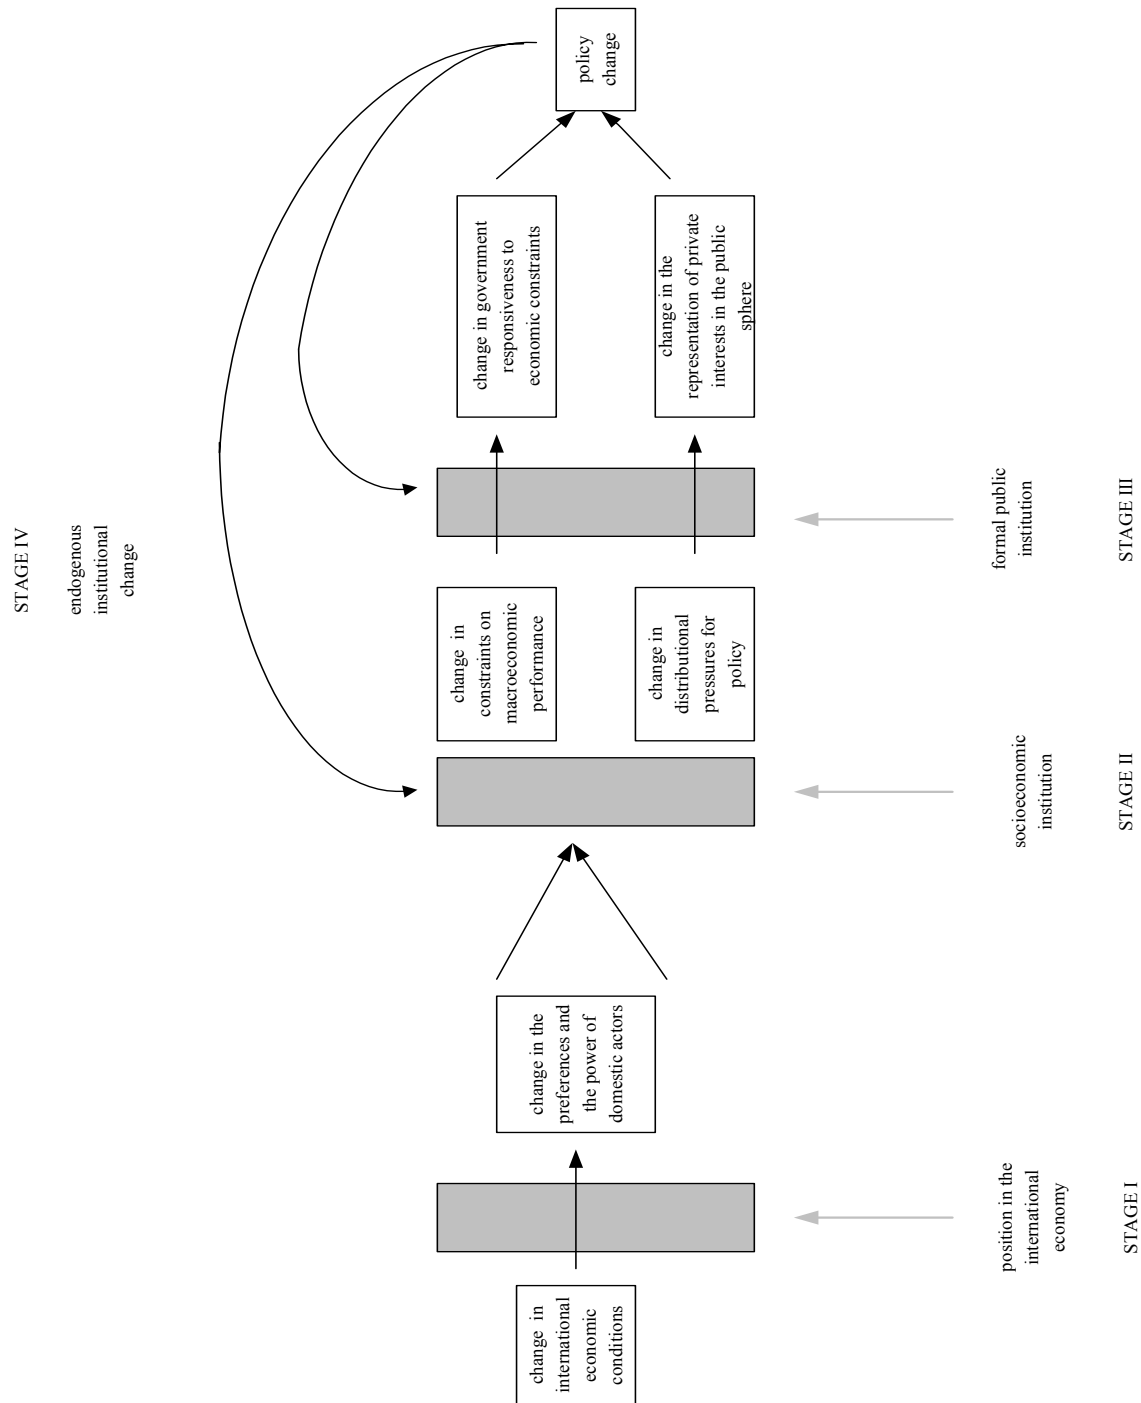 STAGE IV
endogenous
institutional
change
change in
international
economic
conditions
change in the
preferences and
the power of
domestic actors
change in
constraints on
macroeconomic
performance
change in
distributional
pressures for
policy
change in government
responsiveness to
economic constraints
change in the
representation of private
interests in the public
sphere
policy
change
position in the
international
economy
STAGE I
socioeconomic
institution
STAGE II
formal public
institution
STAGE III